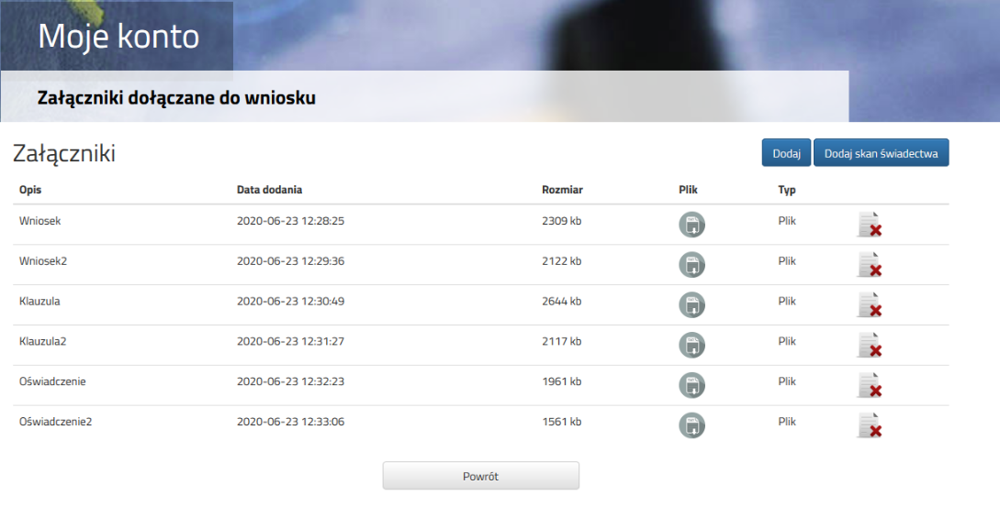 Moje konto
Załączniki dołączane do wniosku
Załączniki
Dodaj
Dodaj skan świadectwa
Opis Data dodania Rozmiar Plik Typ
Wniosek 2020-06-23 12:28:25 2309 kb Plik
Wniosek2 2020-06-23 12:29:36 2122 kb Plik
Klauzula 2020-06-23 12:30:49 2644 kb Plik
Klauzula2 2020-06-23 12:31:27 2117 kb Plik
Oświadczenie 2020-06-23 12:32:23 1961 kb Plik
Oświadczenie2 2020-06-23 12:33:06 1561 kb Plik
Powrót